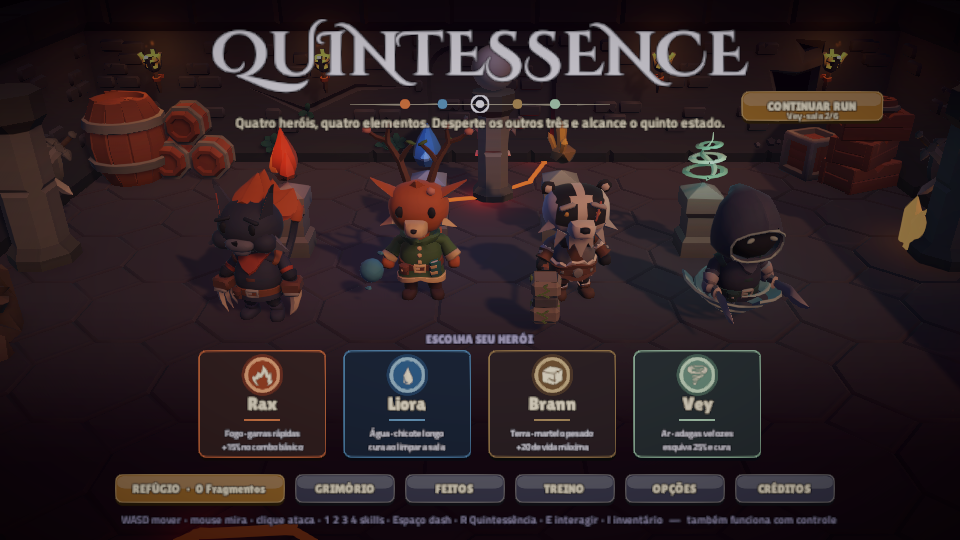 QUINTESSENCE
CONTINUAR RUN
Vey · sala 2/6
Quatro heróis, quatro elementos. Desperte os outros três e alcance o quinto estado.
ESCOLHA SEU HERÓI
Rax
Fogo · garras rápidas
+15% no combo básico
Liora
Água · chicote longo
cura ao limpar a sala
Brann
Terra · martelo pesado
+20 de vida máxima
Vey
Ar · adagas velozes
esquiva 25% e cura
REFÚGIO · 0 Fragmentos
GRIMÓRIO
FEITOS
TREINO
OPÇÕES
CRÉDITOS
WASD mover · mouse mira · clique ataca · 1 2 3 4 skills · Espaço dash · R Quintessência · E interagir · I inventário — também funciona com controle